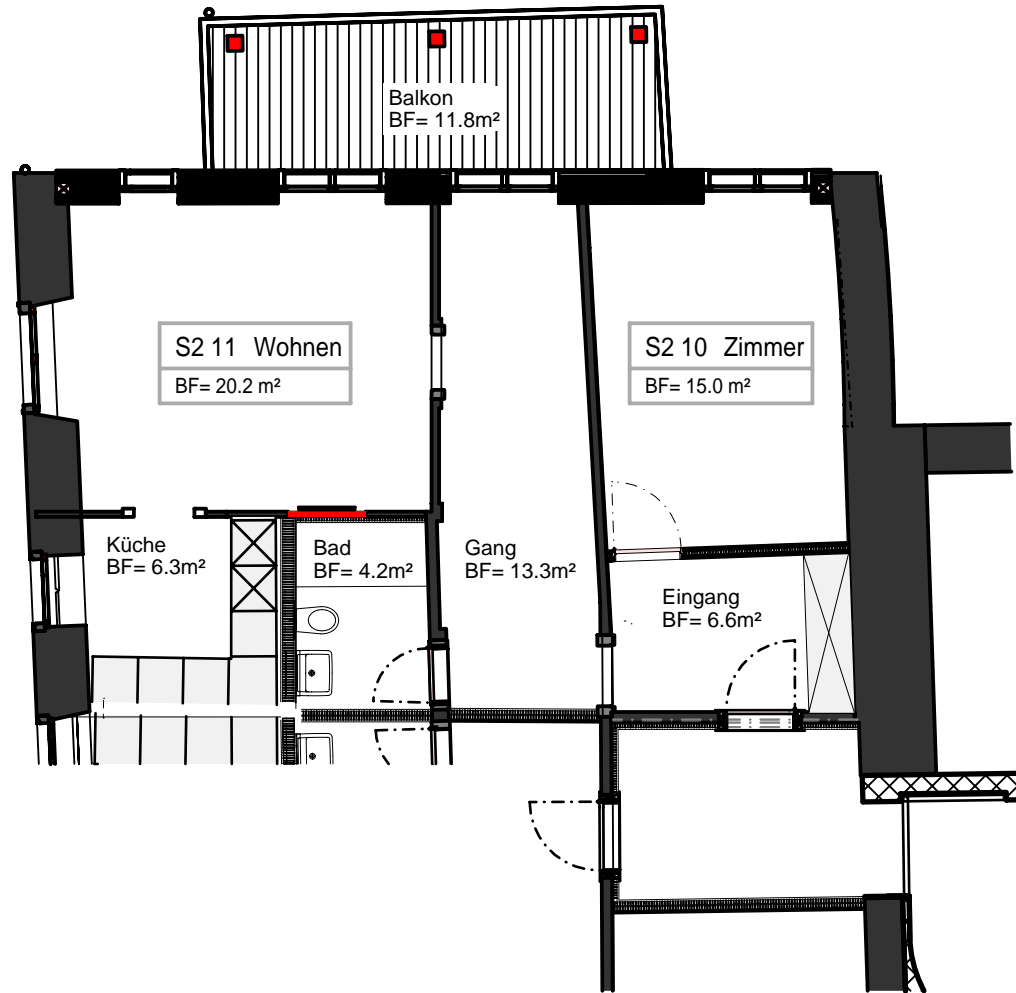 Balkon
BF= 11.8m²
S2 11 Wohnen
BF= 20.2 m²
S2 10 Zimmer
BF= 15.0 m²
Küche
BF= 6.3m²
Bad
BF= 4.2m²
Gang
BF= 13.3m²
Eingang
BF= 6.6m²